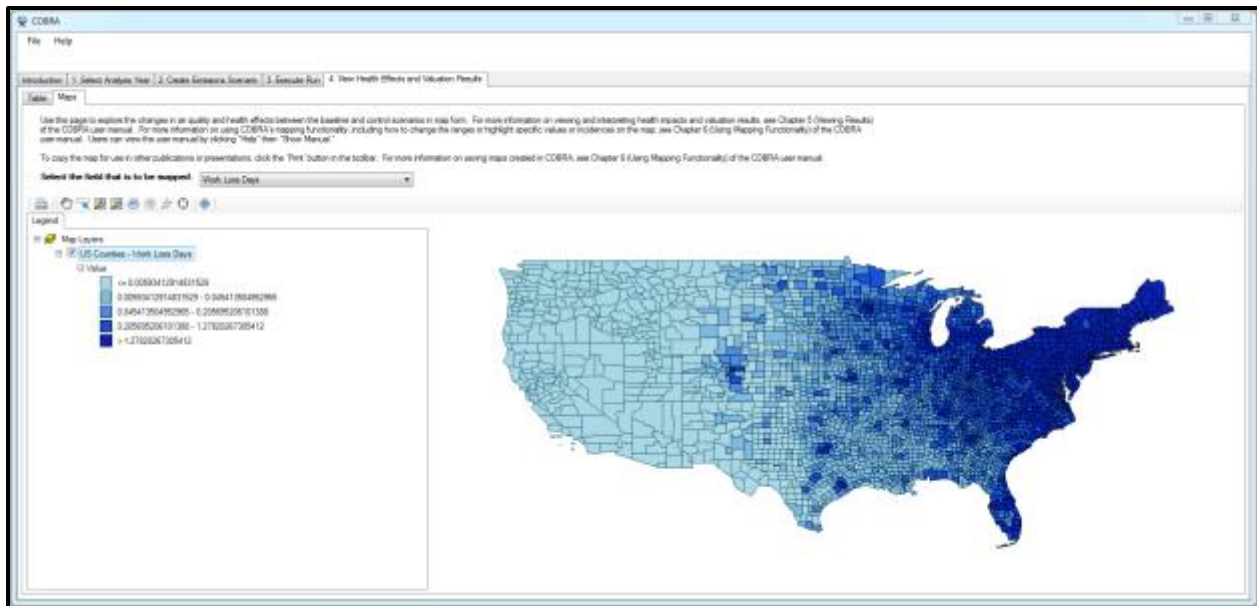 COBRA
File Help
Introduction 1. Select Analysis Year 2. Create Emissions Scenario 3. Execute Run 4. View Health Effects and Valuation Results
Table Maps
Use this page to explore the changes in air quality and health effects between the baseline and control scenarios in map form. For more information on viewing and interpreting health impacts and valuation results, see Chapter 5 (Viewing Results)
of the COBRA user manual. For more information on using COBRA's mapping functionality, including how to change the ranges or highlight specific values or incidences on the map, see Chapter 6 (Using Mapping Functionality) of the COBRA
user manual. Users can view the user manual by clicking "Help" then "Show Manual."
To copy the map for use in other publications or presentations, click the 'Print' button in the toolbar. For more information on saving maps created in COBRA, see Chapter 6 (Using Mapping Functionality) of the COBRA user manual.
Select the field that is to be mapped: Work Loss Days
Legend
Map Layers
US Counties - Work Loss Days
Value